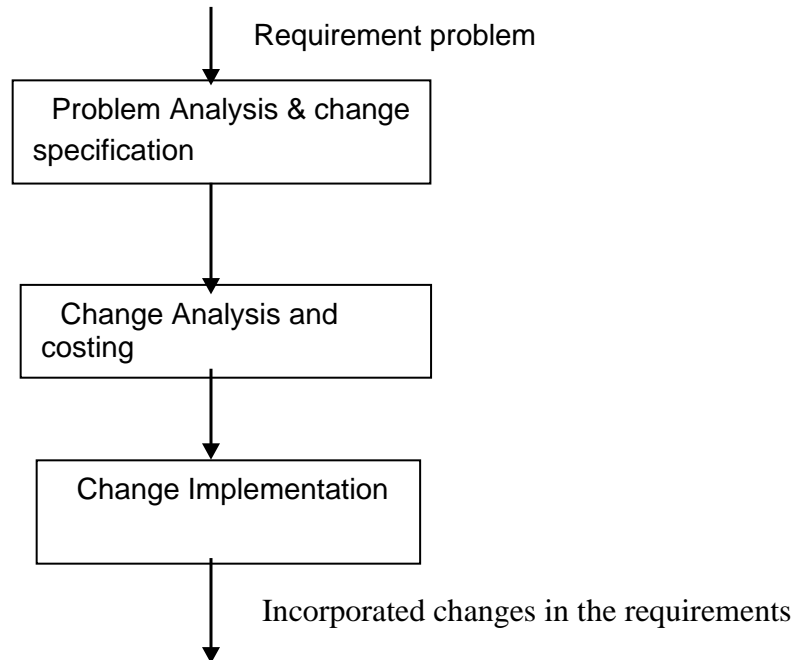 Requirement problem
Problem Analysis & change
specification
Change Analysis and
costing
Change Implementation
Incorporated changes in the requirements